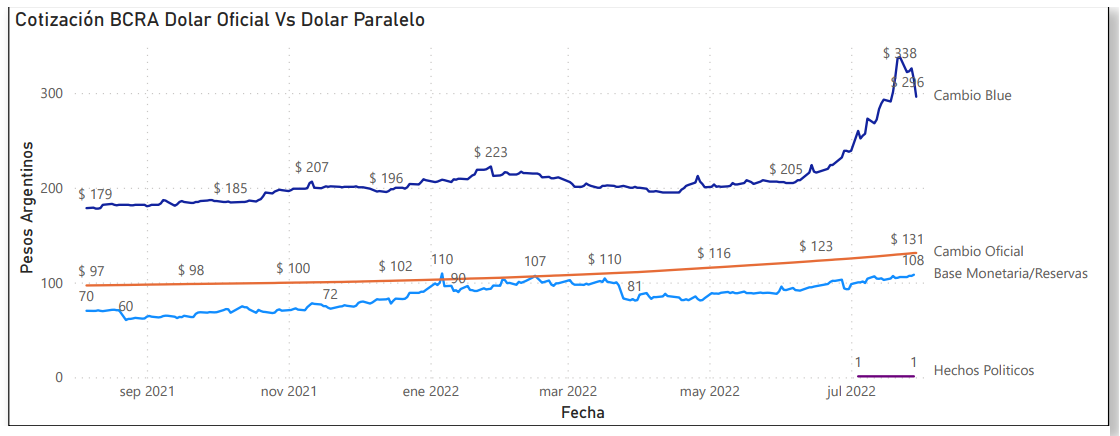 Cotización BCRA Dolar Oficial Vs Dolar Paralelo
Pesos Argentinos
300
200
100
0
$ 179
$ 185
$ 207
$ 196
$ 223
$ 205
$ 338
$ 296
Cambio Blue
$ 97
$ 98
$ 100
$ 102
$ 110
$ 116
$ 123
$ 131
Cambio Oficial
70
60
72
110
90
107
81
108
Base Monetaria/Reservas
1
1
Hechos Politicos
sep 2021
nov 2021
ene 2022
mar 2022
may 2022
jul 2022
Fecha